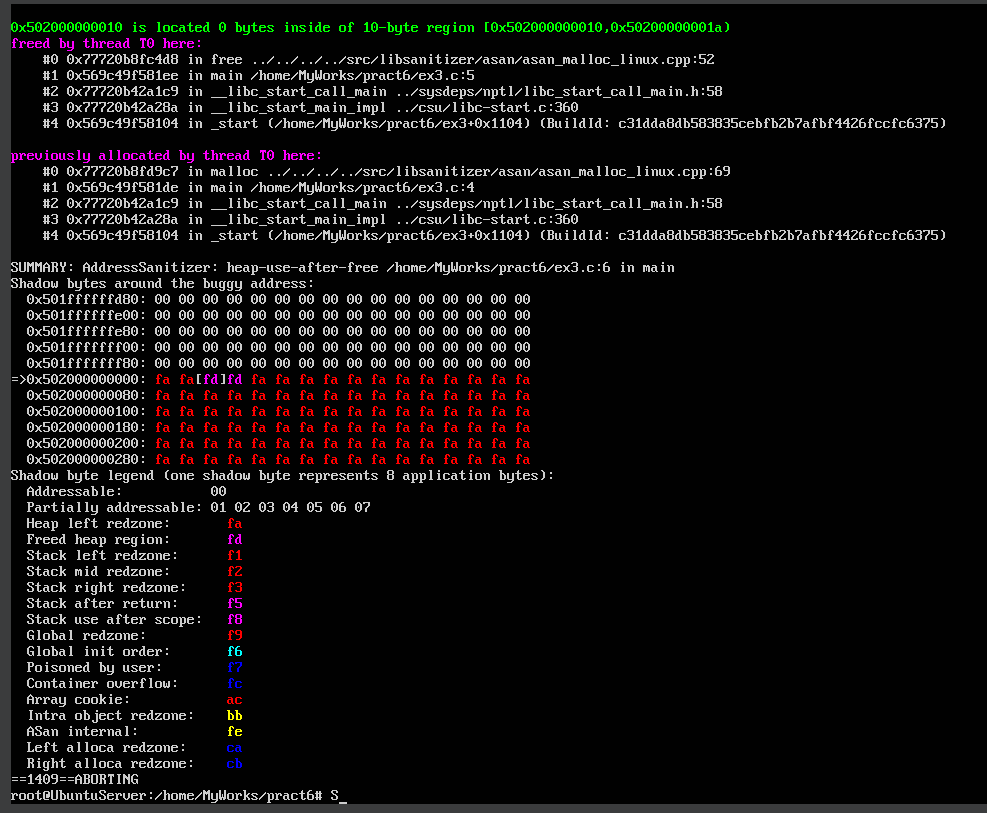 0x502000000010 is located 0 bytes inside of 10-byte region [0x502000000010,0x50200000001a)
freed by thread T0 here:
    #0 0x77720b8fc4d8 in free ../../../../src/libsanitizer/asan/asan_malloc_linux.cpp:52
    #1 0x569c49f581ee in main /home/MyWorks/pract6/ex3.c:5
    #2 0x77720b42a1c9 in __libc_start_call_main ../sysdeps/nptl/libc_start_call_main.h:58
    #3 0x77720b42a28a in __libc_start_main_impl ../csu/libc-start.c:360
    #4 0x569c49f58104 in _start (/home/MyWorks/pract6/ex3+0x1104) (BuildId: c31dda8db583835cebfb2b7afbf4426fccfc6375)

previously allocated by thread T0 here:
    #0 0x77720b8fd9c7 in malloc ../../../../src/libsanitizer/asan/asan_malloc_linux.cpp:69
    #1 0x569c49f581de in main /home/MyWorks/pract6/ex3.c:4
    #2 0x77720b42a1c9 in __libc_start_call_main ../sysdeps/nptl/libc_start_call_main.h:58
    #3 0x77720b42a28a in __libc_start_main_impl ../csu/libc-start.c:360
    #4 0x569c49f58104 in _start (/home/MyWorks/pract6/ex3+0x1104) (BuildId: c31dda8db583835cebfb2b7afbf4426fccfc6375)

SUMMARY: AddressSanitizer: heap-use-after-free /home/MyWorks/pract6/ex3.c:6 in main
Shadow bytes around the buggy address:
  0x501ffffffd80: 00 00 00 00 00 00 00 00 00 00 00 00 00 00 00 00
  0x501ffffffe00: 00 00 00 00 00 00 00 00 00 00 00 00 00 00 00 00
  0x501ffffffe80: 00 00 00 00 00 00 00 00 00 00 00 00 00 00 00 00
  0x501fffffff00: 00 00 00 00 00 00 00 00 00 00 00 00 00 00 00 00
  0x501fffffff80: 00 00 00 00 00 00 00 00 00 00 00 00 00 00 00 00
=>0x502000000000: fa fa[fd]fd fa fa fa fa fa fa fa fa fa fa fa fa
  0x502000000080: fa fa fa fa fa fa fa fa fa fa fa fa fa fa fa fa
  0x502000000100: fa fa fa fa fa fa fa fa fa fa fa fa fa fa fa fa
  0x502000000180: fa fa fa fa fa fa fa fa fa fa fa fa fa fa fa fa
  0x502000000200: fa fa fa fa fa fa fa fa fa fa fa fa fa fa fa fa
  0x502000000280: fa fa fa fa fa fa fa fa fa fa fa fa fa fa fa fa
Shadow byte legend (one shadow byte represents 8 application bytes):
  Addressable:           00
  Partially addressable: 01 02 03 04 05 06 07
  Heap left redzone:       fa
  Freed heap region:       fd
  Stack left redzone:      f1
  Stack mid redzone:       f2
  Stack right redzone:     f3
  Stack after return:      f5
  Stack use after scope:   f8
  Global redzone:          f9
  Global init order:       f6
  Poisoned by user:        f7
  Container overflow:      fc
  Array cookie:            ac
  Intra object redzone:    bb
  ASan internal:           fe
  Left alloca redzone:     ca
  Right alloca redzone:    cb
==1409==ABORTING
root@UbuntuServer:/home/MyWorks/pract6# S_